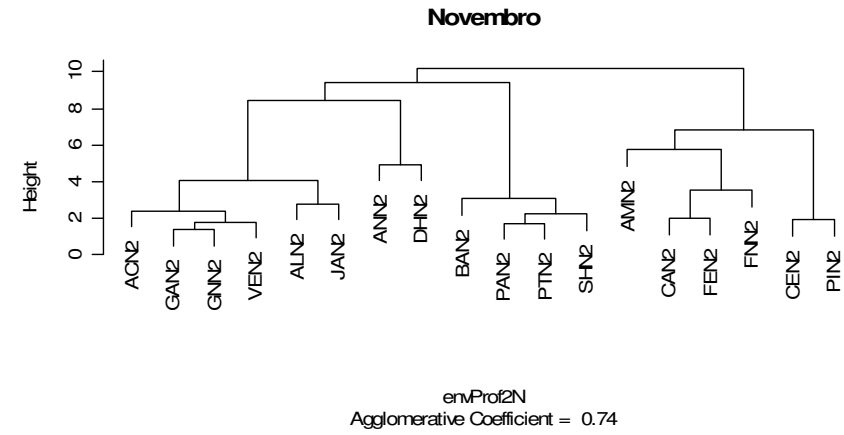 Novembro
Height
0 2 4 6 8 10
ACN2
GAN2
GNN2
VEN2
ALN2
JAN2
ANN2
DHN2
BAN2
PAN2
PTN2
SHN2
AMN2
CAN2
FEN2
FNN2
CEN2
PIN2
envProf2N
Agglomerative Coefficient = 0.74